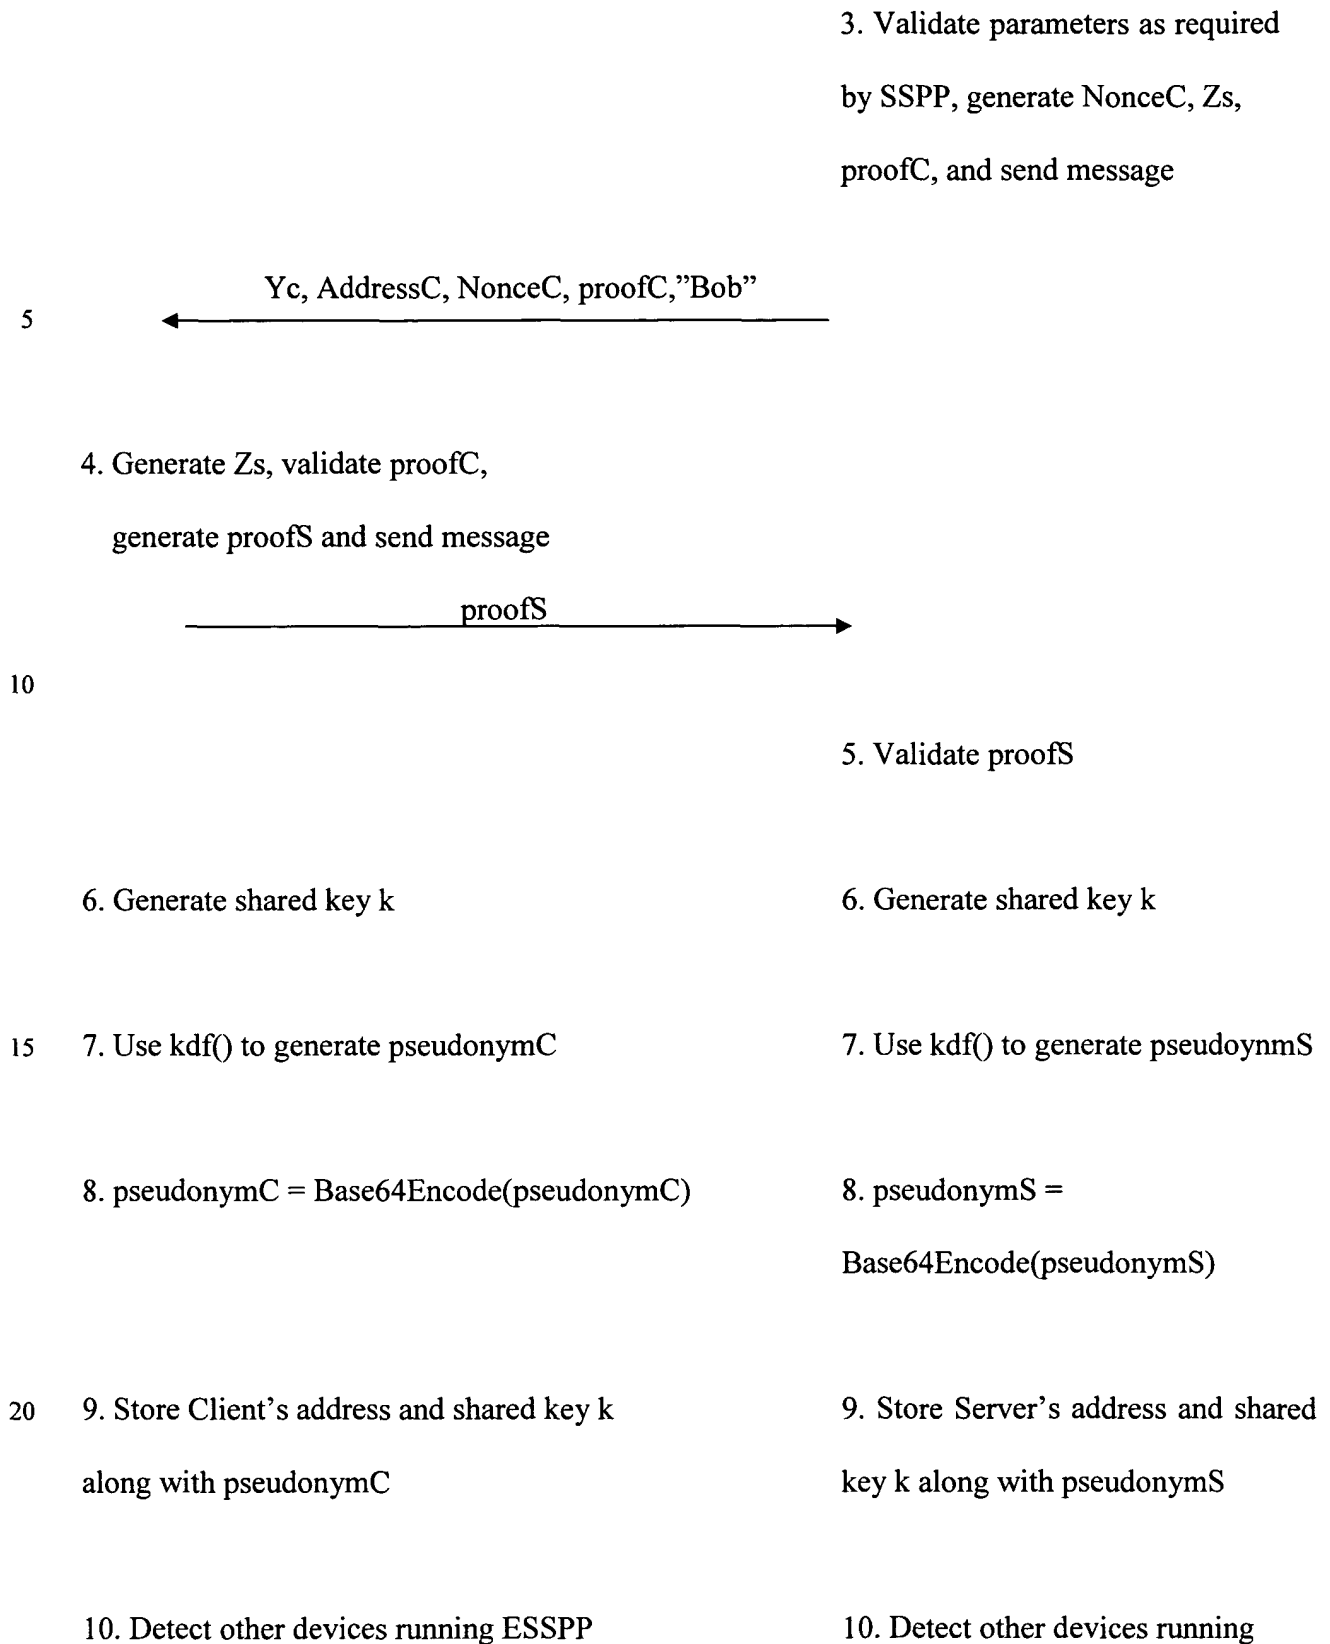 3. Validate parameters as required
by SSPP, generate NonceC, Zs,
proofC, and send message
Yc, AddressC, NonceC, proofC,”Bob”
5
4. Generate Zs, validate proofC,
generate proofS and send message
proofS
10
5. Validate proofS
6. Generate shared key k
6. Generate shared key k
15
7. Use kdf() to generate pseudonymC
7. Use kdf() to generate pseudoynmS
8. pseudonymC = Base64Encode(pseudonymC)
8. pseudonymS =
Base64Encode(pseudonymS)
20
9. Store Client’s address and shared key k
along with pseudonymC
9. Store Server’s address and shared
key k along with pseudonymS
10. Detect other devices running ESSPP
10. Detect other devices running